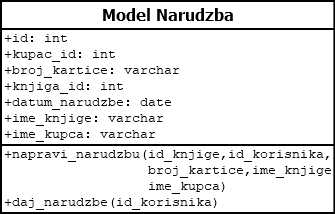 Model Narudzba
+id: int
+kupac_id: int
+broj_kartice: varchar
+knjiga_id: int
+datum_narudzbe: date
+ime_knjige: varchar
+ime_kupca: varchar
+napravi_narudzbu(id_knjige,id_korisnika,
broj_kartice,ime_knjige
ime_kupca)
+daj_narudzbe(id_korisnika)